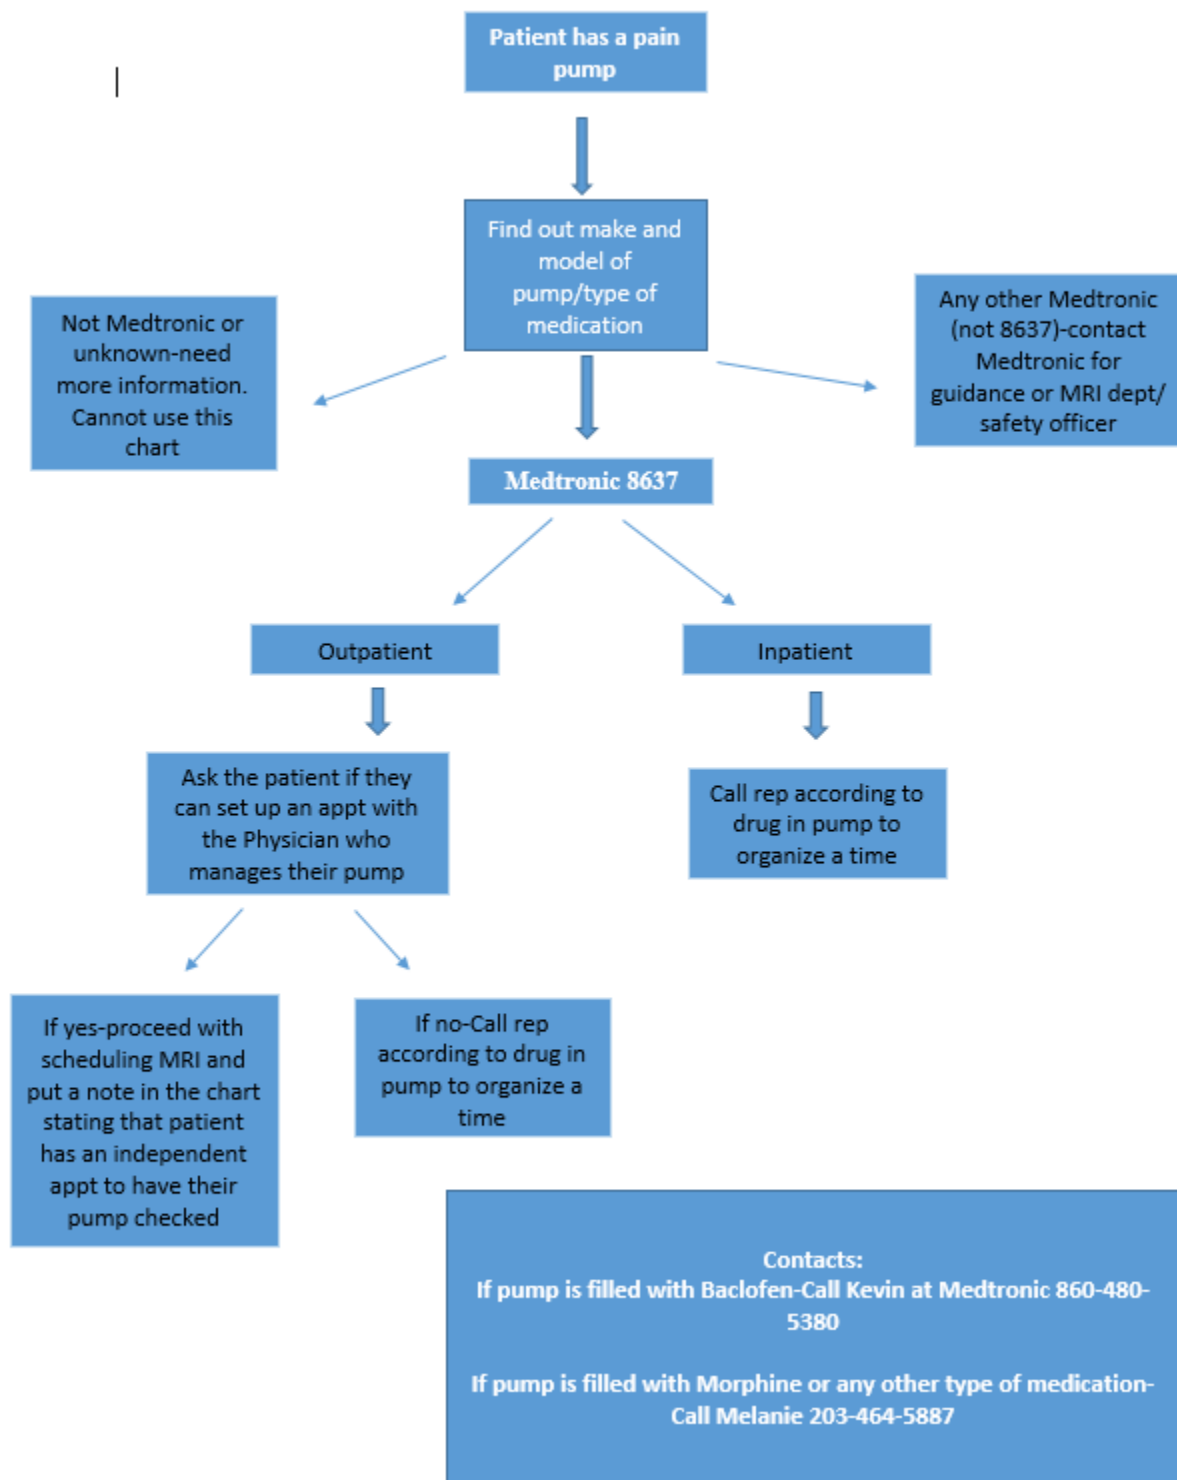 Patient has a pain
pump
Find out make and
model of
pump/type of
medication
Not Medtronic or
unknown-need
more information.
Cannot use this
chart
Any other Medtronic
(not 8637)-contact
Medtronic for
guidance or MRI dept/
safety officer
Medtronic 8637
Outpatient
Inpatient
Ask the patient if they
can set up an appt with
the Physician who
manages their pump
Call rep according to
drug in pump to
organize a time
If yes-proceed with
scheduling MRI and
put a note in the chart
stating that patient
has an independent
appt to have their
pump checked
If no-Call rep
according to drug in
pump to organize a
time
Contacts:
If pump is filled with Baclofen-Call Kevin at Medtronic 860-480-
5380
If pump is filled with Morphine or any other type of medication-
Call Melanie 203-464-5887